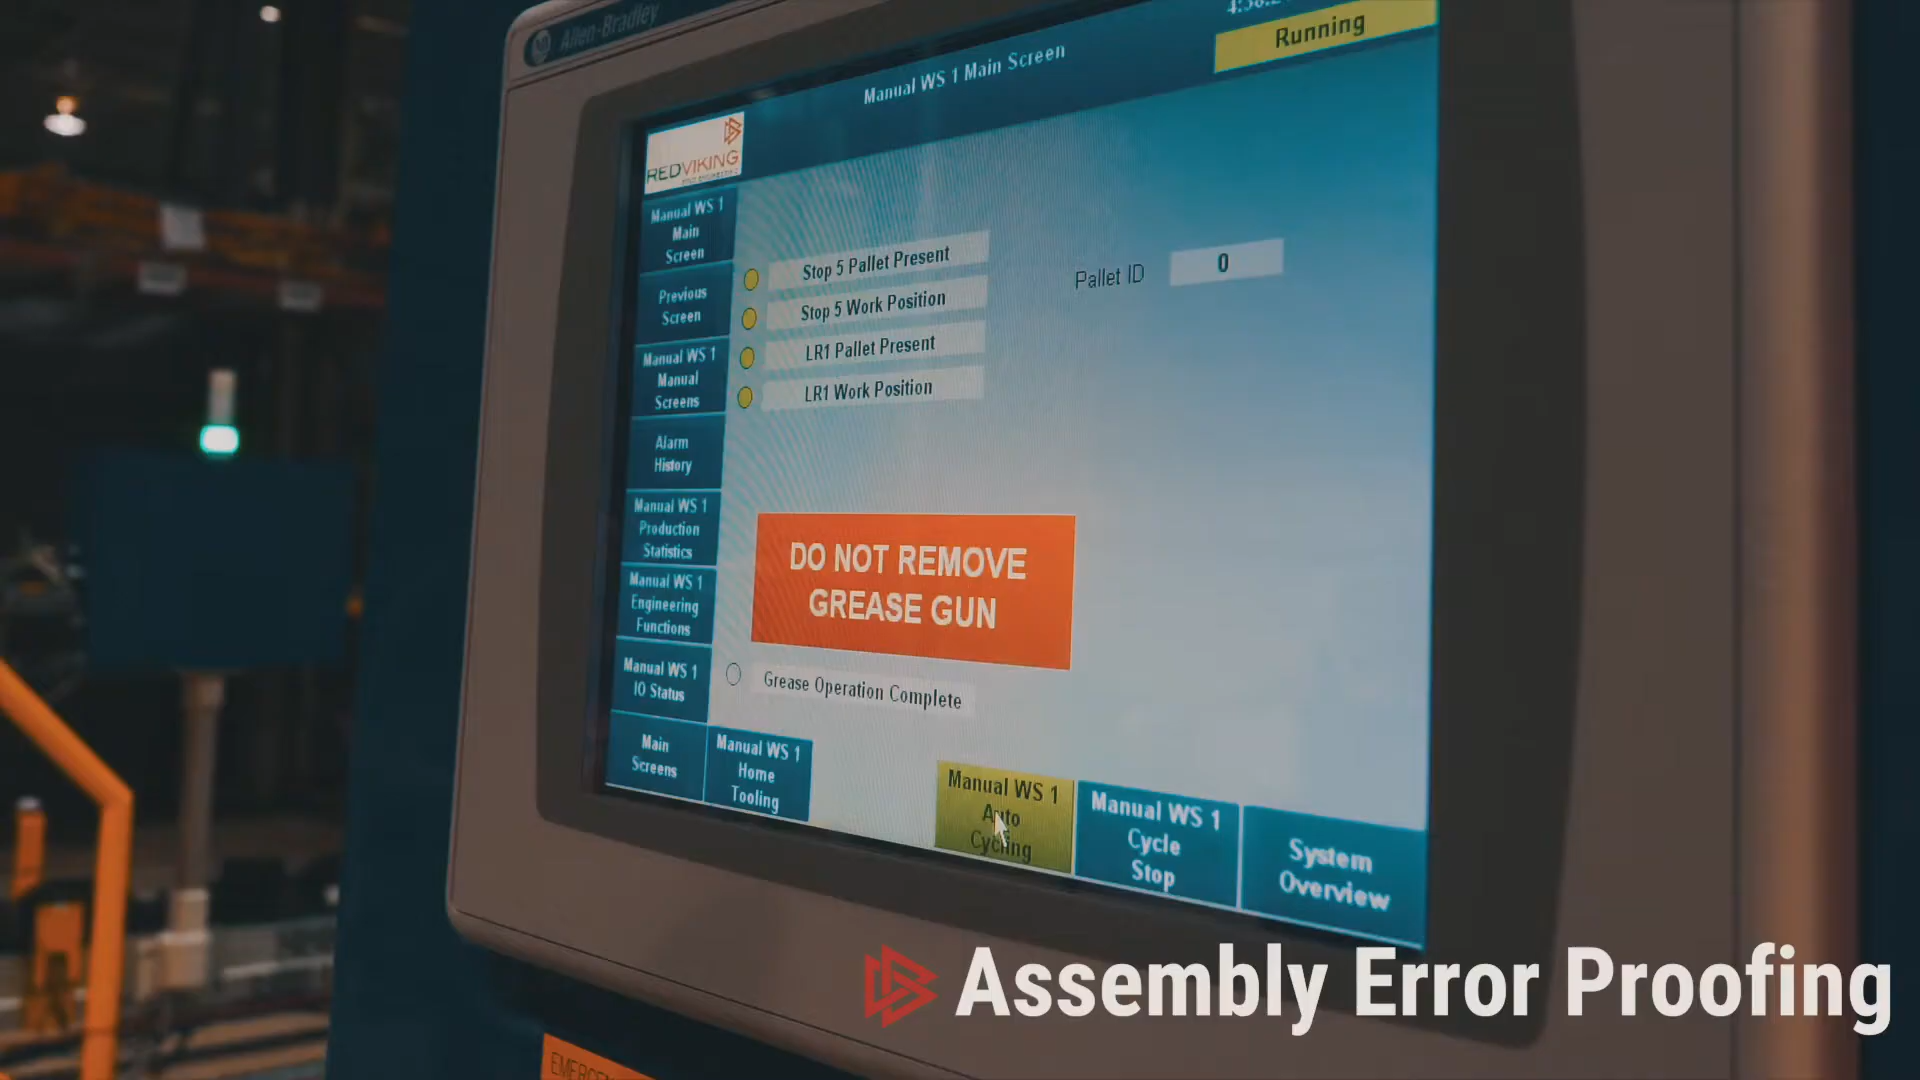 Allen-Bradley
Manual WS 1 Main Screen
Running
REDVIKING
Manual WS 1
Main
Screen
Previous
Screen
Manual WS 1
Manual
Screens
Alarm
History
Manual WS 1
Production
Statistics
Manual WS 1
Engineering
Functions
Manual WS 1
IO Status
Main
Screens
Manual WS 1
Home
Tooling
Stop 5 Pallet Present
Stop 5 Work Position
LR1 Pallet Present
LR1 Work Position
Pallet ID
0
DO NOT REMOVE
GREASE GUN
Grease Operation Complete
Manual WS 1
Auto
Cycling
Manual WS 1
Cycle
Stop
System
Overview
Assembly Error Proofing